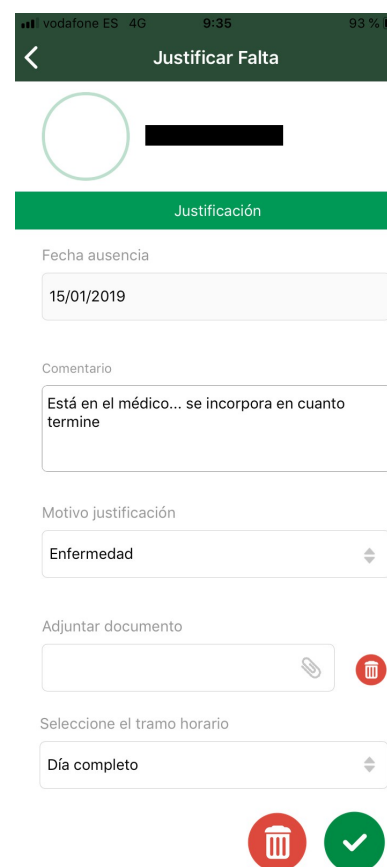 vodafone ES 4G 9:35 93 %
Justificar Falta
Justificación
Fecha ausencia
15/01/2019
Comentario
Está en el médico... se incorpora en cuanto
termine
Motivo justificación
Enfermedad
Adjuntar documento
Seleccione el tramo horario
Día completo